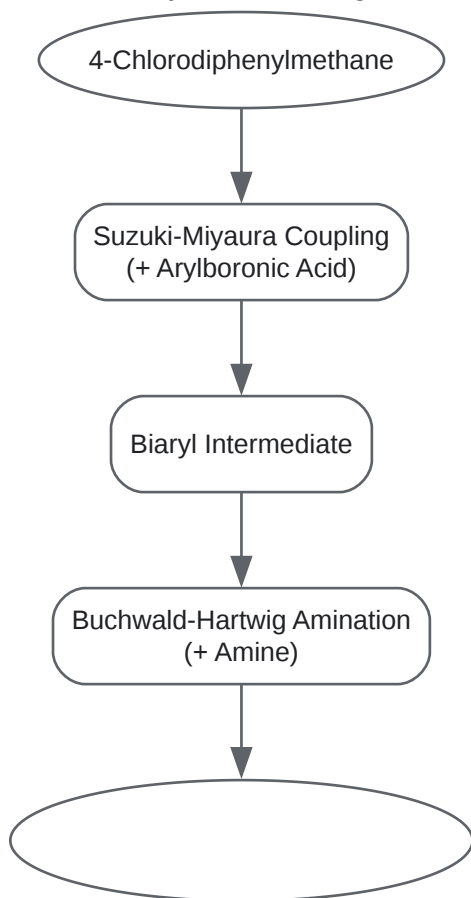 4-Chlorodiphenylmethane
Suzuki-Miyaura Coupling
(+ Arylboronic Acid)
Biaryl Intermediate
Buchwald-Hartwig Amination
(+ Amine)